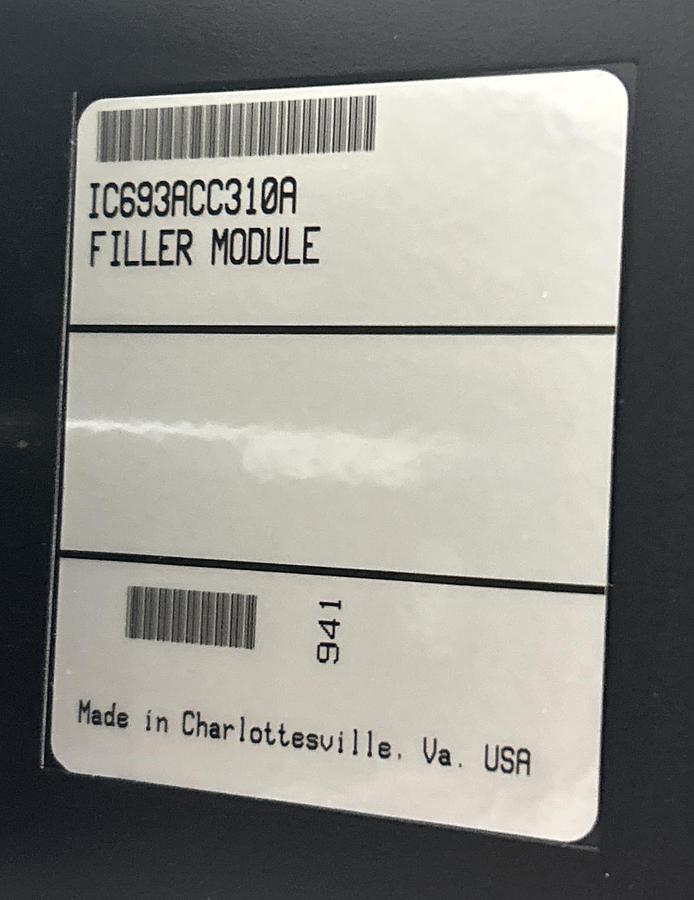 IC693ACC310A
FILLER MODULE
941
Made in Charlottesville, Va. USA